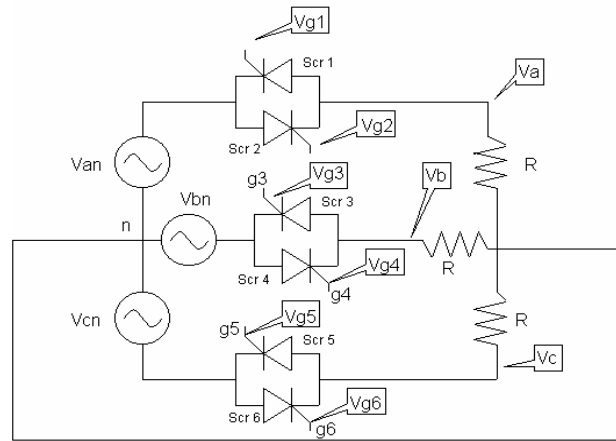 Vg1
Scr 1
Va
Scr 2
Vg2
Van
R
Vbn
g3
Vg3
Scr 3
Vb
n
Scr 4
Vg4
g4
R
Vcn
g5
Vg5
Scr 5
R
Vc
Scr 6
Vg6
g6